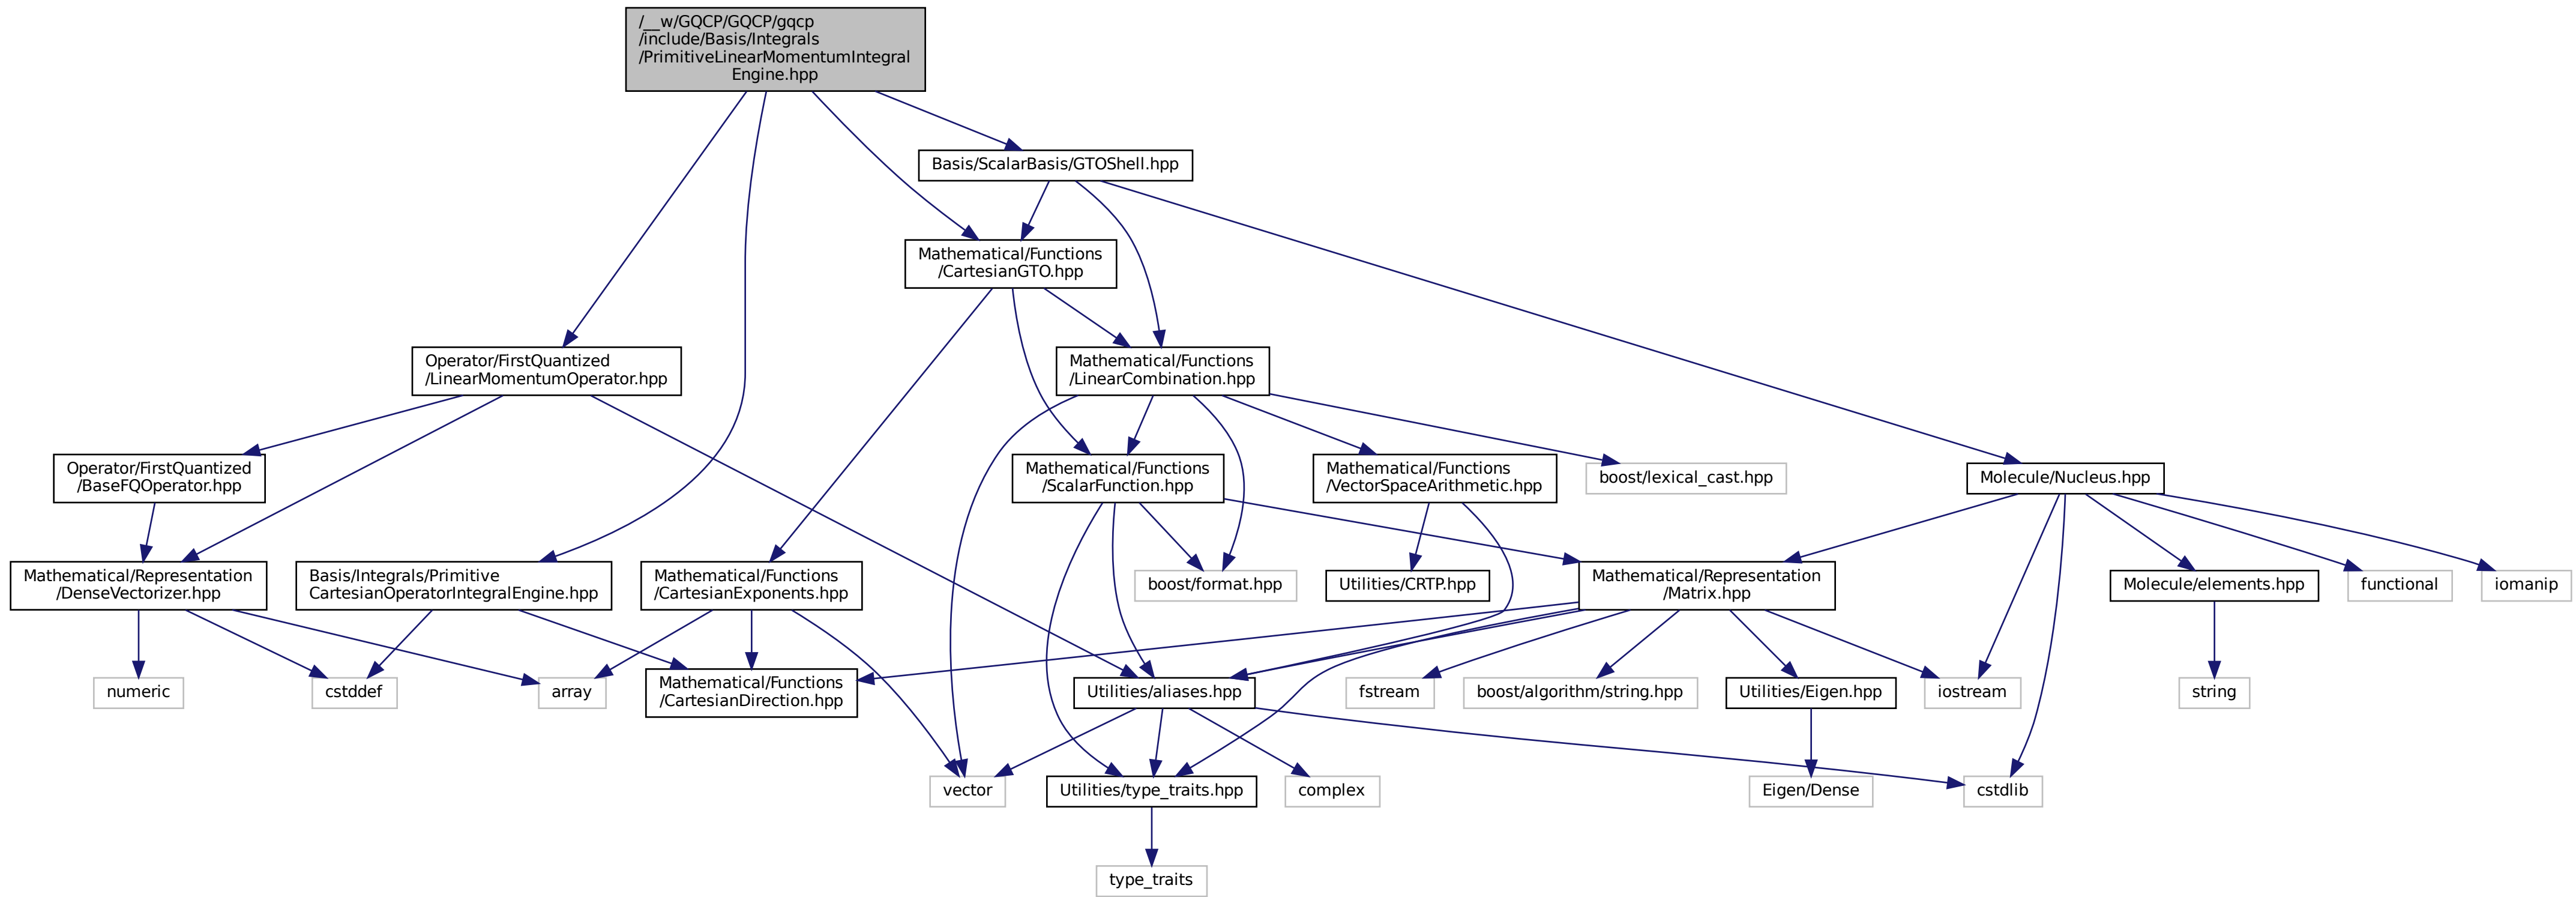 /__w/GQCP/GQCP/gqcp
/include/Basis/Integrals
/PrimitiveLinearMomentumIntegral
Engine.hpp
Basis/ScalarBasis/GTOShell.hpp
Mathematical/Functions
/CartesianGTO.hpp
Operator/FirstQuantized
/LinearMomentumOperator.hpp
Mathematical/Functions
/LinearCombination.hpp
Operator/FirstQuantized
/BaseFQOperator.hpp
Mathematical/Functions
/ScalarFunction.hpp
Mathematical/Functions
/VectorSpaceArithmetic.hpp
boost/lexical_cast.hpp
Molecule/Nucleus.hpp
Mathematical/Representation
/DenseVectorizer.hpp
Basis/Integrals/Primitive
CartesianOperatorIntegralEngine.hpp
Mathematical/Functions
/CartesianExponents.hpp
boost/format.hpp
Utilities/CRTP.hpp
Mathematical/Representation
/Matrix.hpp
Molecule/elements.hpp
functional
iomanip
numeric
cstddef
array
Mathematical/Functions
/CartesianDirection.hpp
Utilities/aliases.hpp
fstream
boost/algorithm/string.hpp
Utilities/Eigen.hpp
iostream
string
vector
Utilities/type_traits.hpp
complex
Eigen/Dense
cstdlib
type_traits